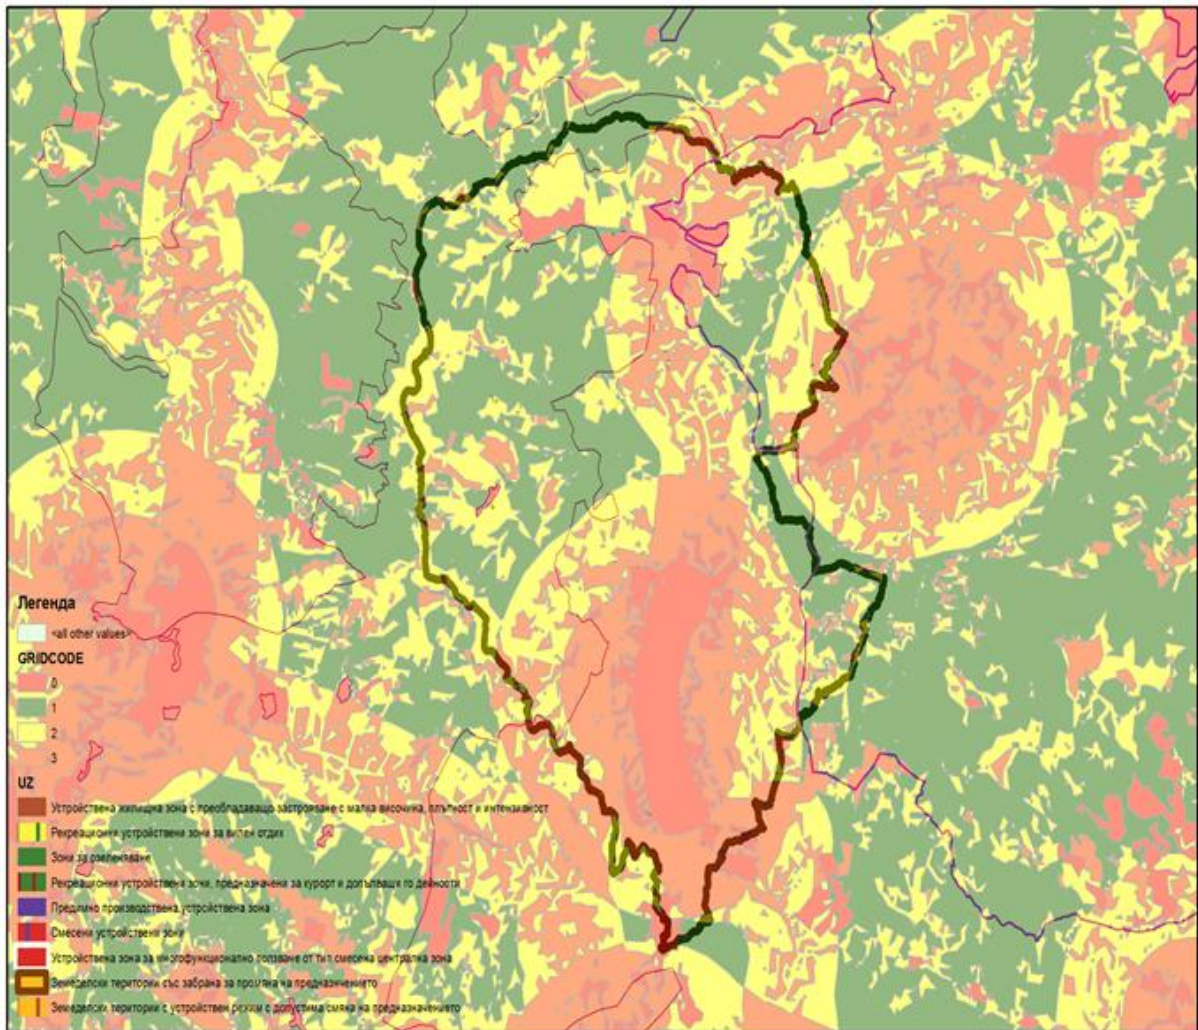 Легенда
<all other values>
GRIDCODE
0
1
2
3
UZ
Устройствена жилищна зона с преобладаващо застрояване с малка височина, плътност и интензивност
Рекреационни устройствени зони за вилен отдих
Зони за озеленяване
Рекреационни устройствени зони, предназначени за курорт и допълващи го дейности
Предимно производствена устройствена зона
Смесени устройствени зони
Устройствена зона за многофункционално ползване от тип смесена централна зона
Земеделски територии със забрана за промяна на предназначението
Земеделски територии с устройствен режим с допустима смяна на предназначението